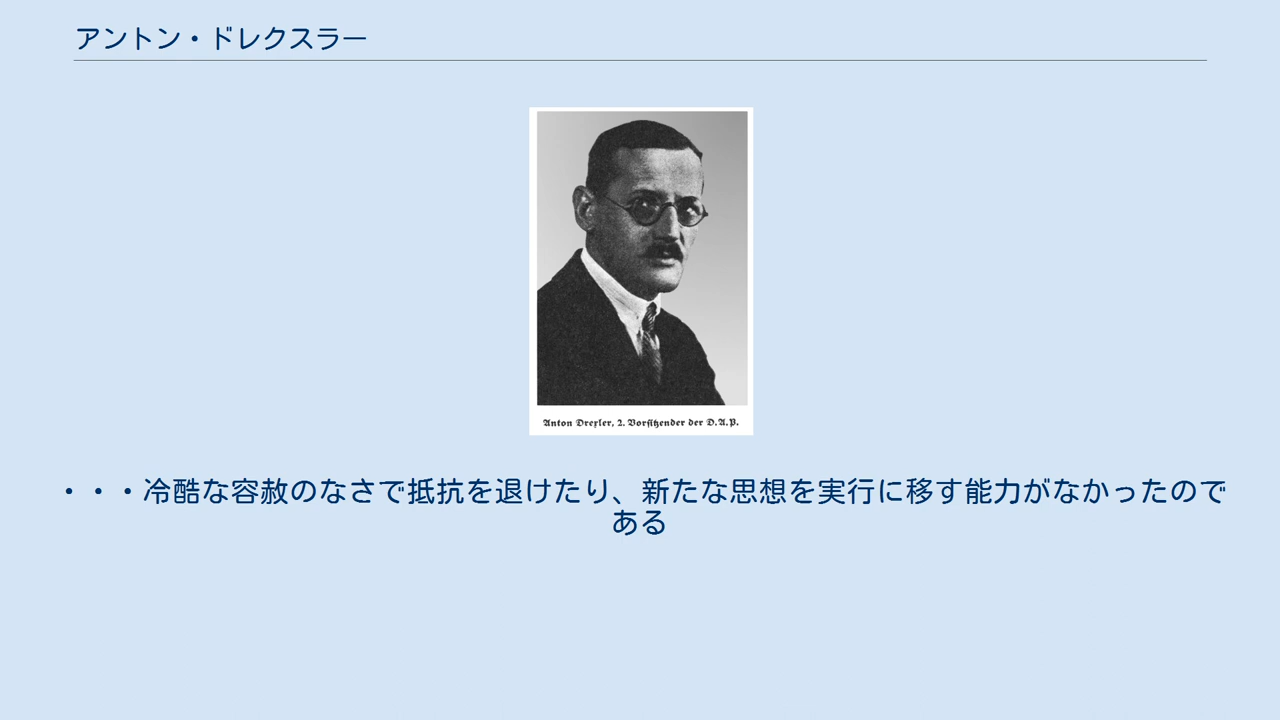 アントン・ドレクスラー
Anton Drexler, 2. Vorsitzender der D.A.P.
・・・冷酷な容赦のなさで抵抗を退けたり、新たな思想を実行に移す能力がなかったので
ある